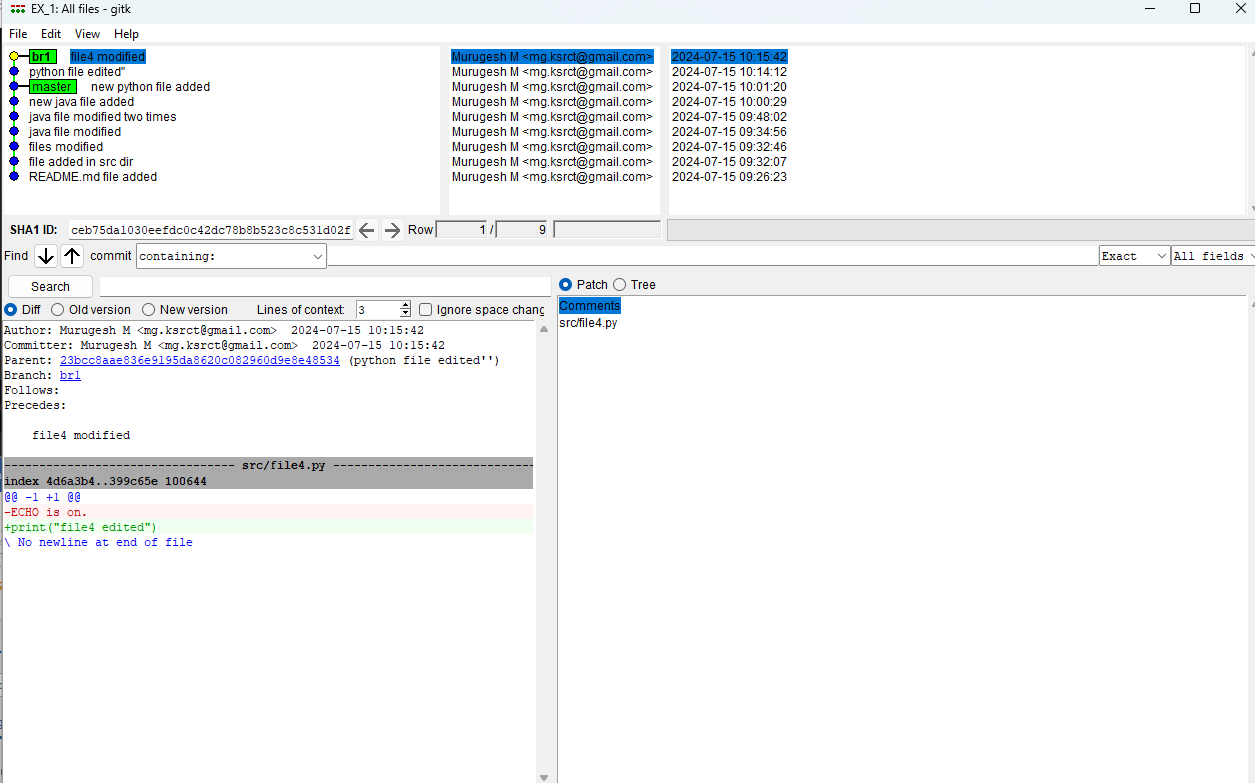 EX_1: All files - gitk
File Edit View Help
br1 file4 modified Murugesh M <mg.ksrct@gmail.com> 2024-07-15 10:15:42
python file edited" Murugesh M <mg.ksrct@gmail.com> 2024-07-15 10:14:12
master new python file added Murugesh M <mg.ksrct@gmail.com> 2024-07-15 10:01:20
new java file added Murugesh M <mg.ksrct@gmail.com> 2024-07-15 10:00:29
java file modified two times Murugesh M <mg.ksrct@gmail.com> 2024-07-15 09:48:02
java file modified Murugesh M <mg.ksrct@gmail.com> 2024-07-15 09:34:56
files modified Murugesh M <mg.ksrct@gmail.com> 2024-07-15 09:32:46
file added in src dir Murugesh M <mg.ksrct@gmail.com> 2024-07-15 09:32:07
README.md file added Murugesh M <mg.ksrct@gmail.com> 2024-07-15 09:26:23
SHA1 ID: ceb75da1030eefdc0c42dc78b8b523c8c531d02f Row 1 / 9
Find commit containing: Exact All fields
Search
Patch Tree
Diff Old version New version Lines of context: 3 Ignore space chang
Comments
src/file4.py
Author: Murugesh M <mg.ksrct@gmail.com> 2024-07-15 10:15:42
Committer: Murugesh M <mg.ksrct@gmail.com> 2024-07-15 10:15:42
Parent: 23bcc8aae836e9195da8620c082960d9e8e48534 (python file edited'')
Branch: br1
Follows:
Precedes:
file4 modified
--------------------------------- src/file4.py -----------------------------
index 4d6a3b4..399c65e 100644
@@ -1 +1 @@
-ECHO is on.
+print("file4 edited")
\ No newline at end of file